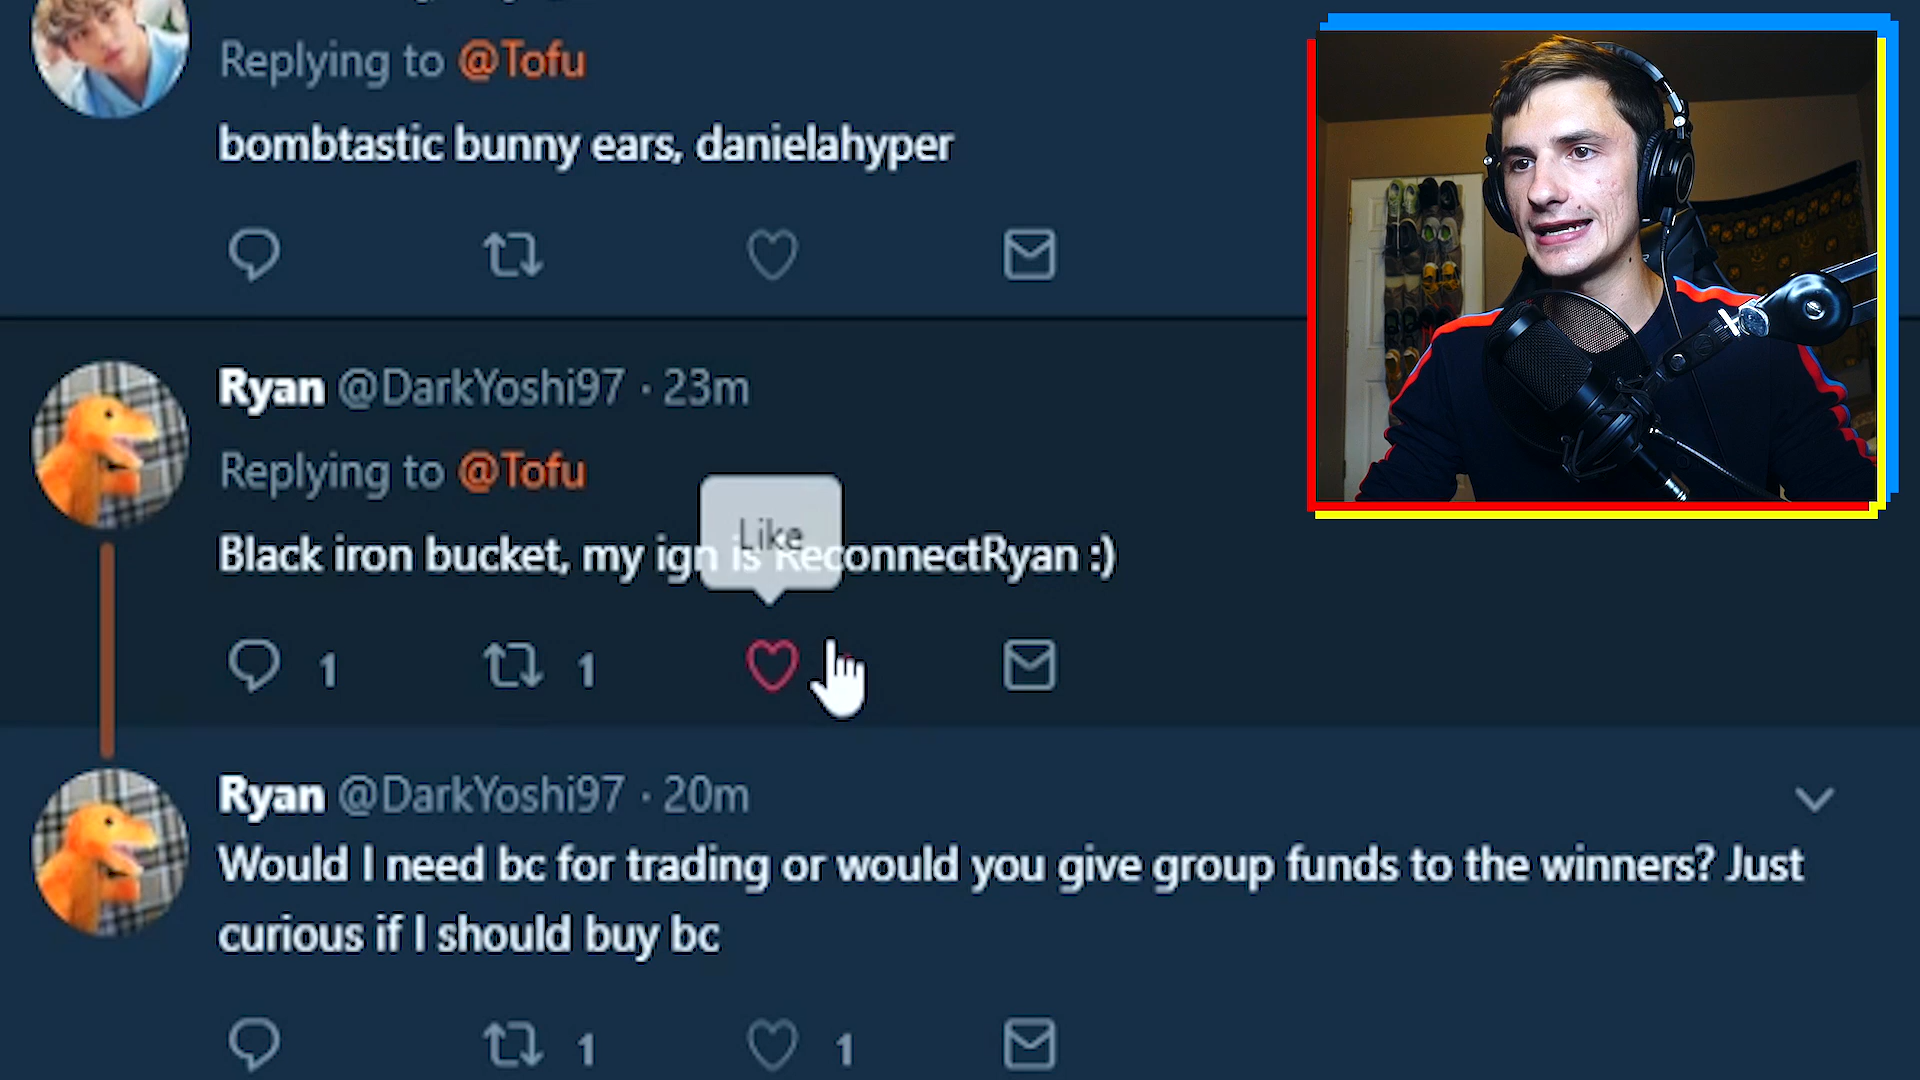 Replying to @Tofu
bombtastic bunny ears, danielahyper
Ryan @DarkYoshi97 · 23m
Replying to @Tofu
Like
Black iron bucket, my ign is ReconnectRyan :)
1 1
Ryan @DarkYoshi97 · 20m
Would I need bc for trading or would you give group funds to the winners? Just
curious if I should buy bc
1 1